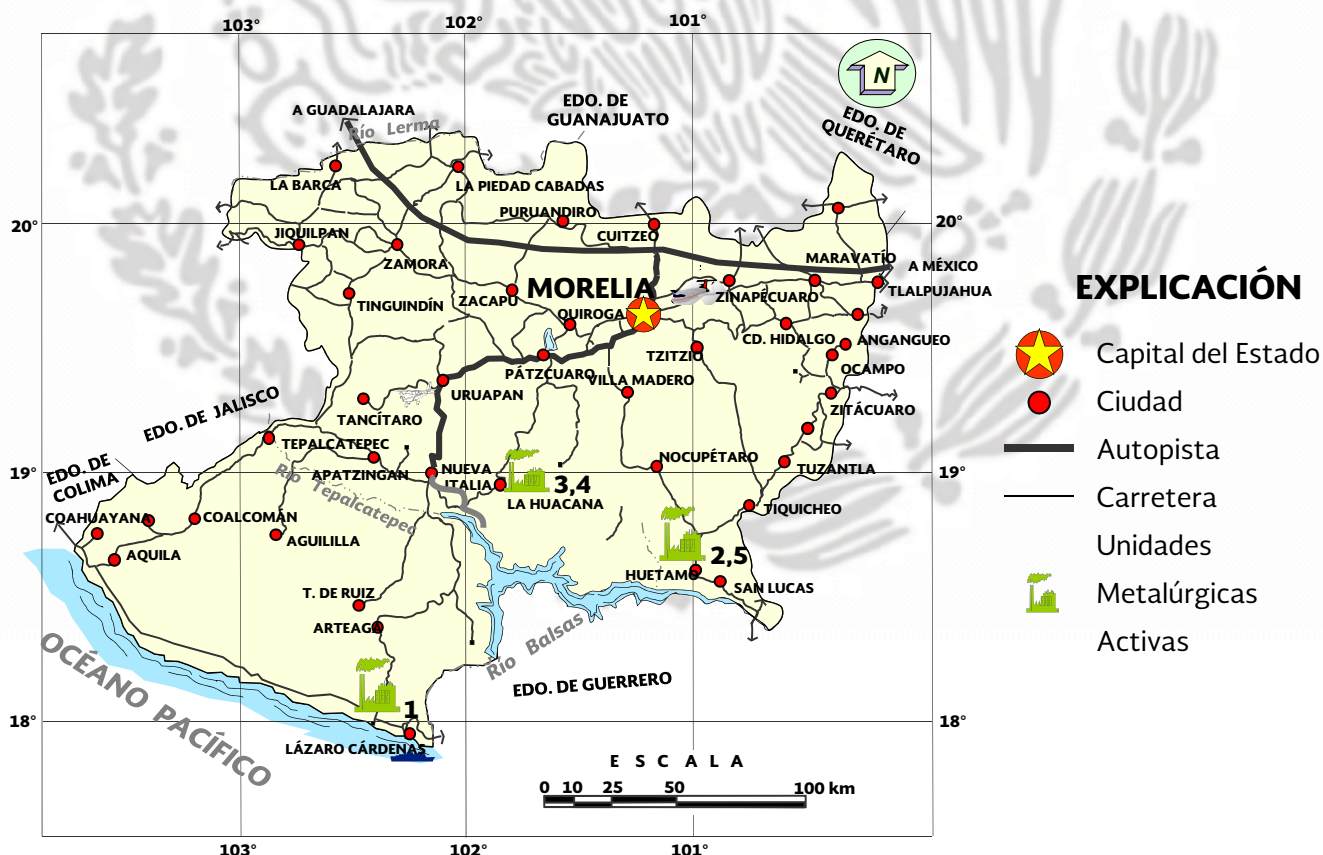 103°
102°
101°
N
A GUADALAJARA
Río Lerma
EDO. DE
GUANAJUATO
EDO. DE
QUERÉTARO
LA BARCA
LA PIEDAD CABADAS
20°
PURUANDIRO
20°
JIQUILPAN
CUITZEO
ZAMORA
MARAVATÍO
A MÉXICO
TINGUINDÍN
ZACAPU
MORELIA
ZINAPÉCUARO
TLALPUJAHUA
QUIROGA
CD. HIDALGO
ANGANGUEO
TZITZIO
OCAMPO
PÁTZCUARO
VILLA MADERO
URUAPAN
ZITÁCUARO
EDO. DE JALISCO
TANCÍTARO
TEPALCATEPEC
NOCUPÉTARO
EDO. DE
COLIMA
19°
APATZINGAN
NUEVA
ITALIA
TUZANTLA
19°
Río Tepalcatepec
3,4
LA HUACANA
COAHUAYANA
COALCOMÁN
TIQUICHEO
AQUILA
AGUILILLA
2,5
HUETAMO
SAN LUCAS
T. DE RUIZ
ARTEAGA
Río Balsas
OCÉANO PACÍFICO
EDO. DE GUERRERO
1
18°
18°
LÁZARO CÁRDENAS
E S C A L A
0 10 25 50 100 km
103°
102°
101°
EXPLICACIÓN
Capital del Estado
Ciudad
Autopista
Carretera
Unidades
Metalúrgicas
Activas